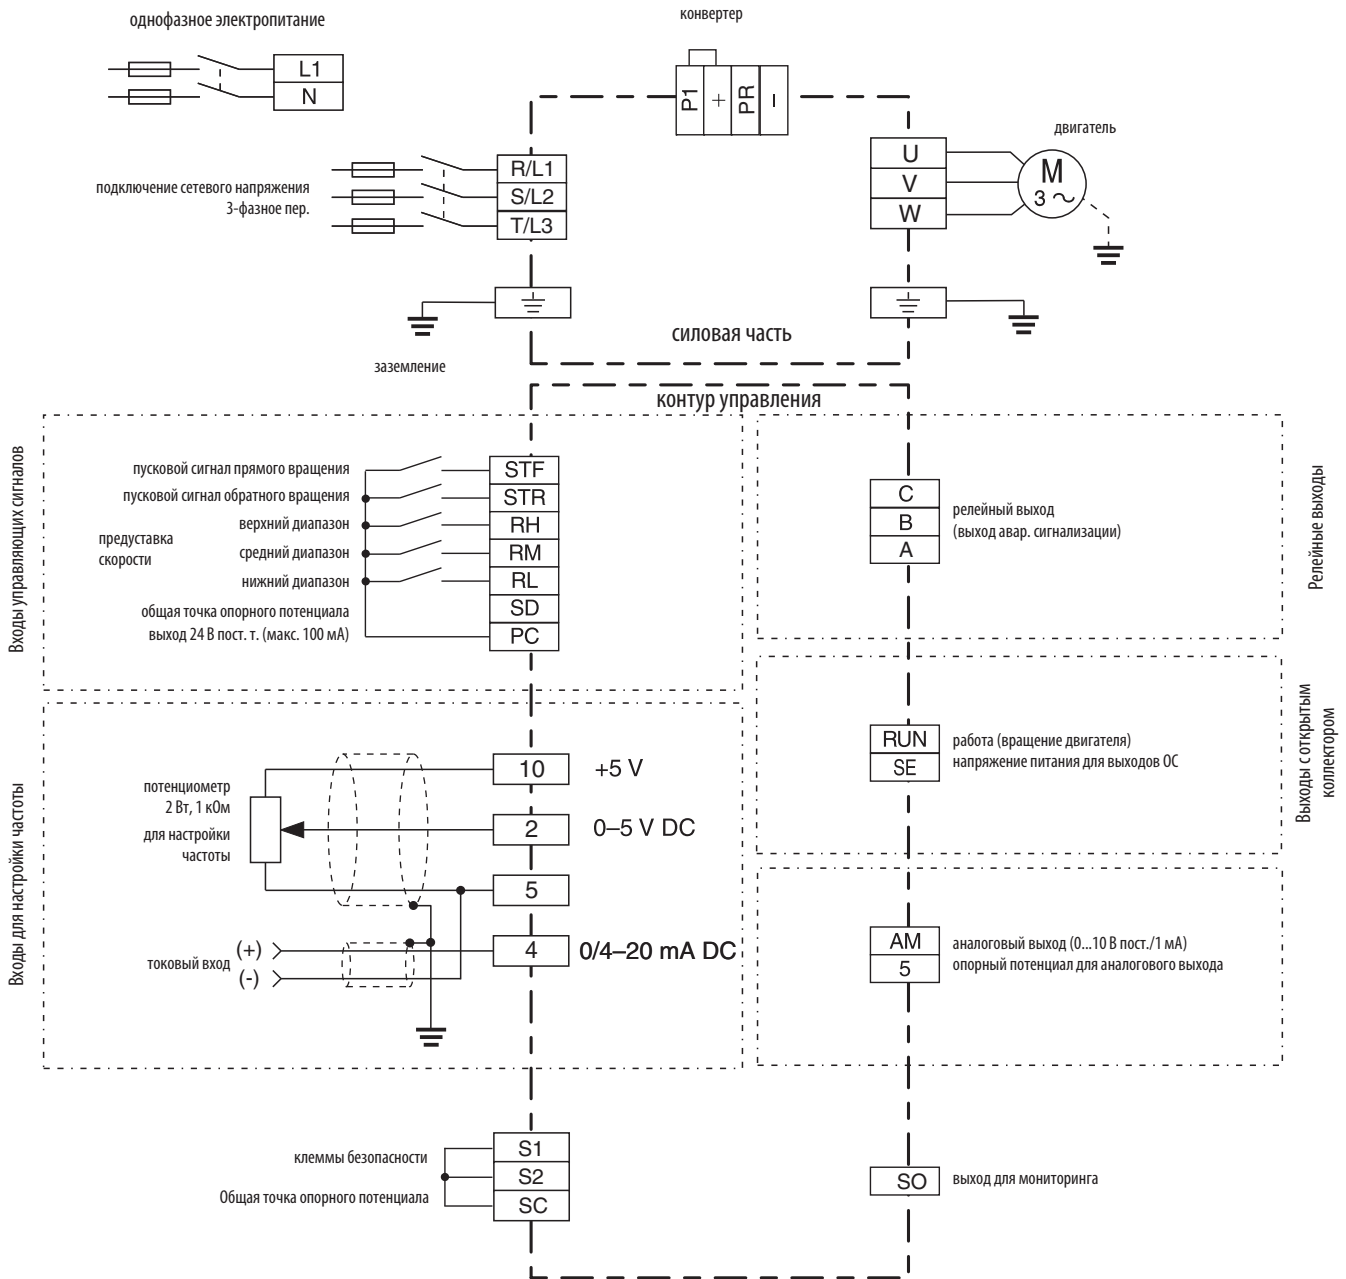 однофазное электропитание
L1
N
конвертер
P1
+
PR
–
подключение сетевого напряжения
3-фазное пер.
R/L1
S/L2
T/L3
U
V
W
двигатель
M
3 ~
силовая часть
заземление
контур управления
Входы управляющих сигналов
пусковой сигнал прямого вращения
STF
пусковой сигнал обратного вращения
STR
предуставка
скорости
верхний диапазон
RH
средний диапазон
RM
нижний диапазон
RL
общая точка опорного потенциала
SD
выход 24 В пост. т. (макс. 100 мА)
PC
Релейные выходы
C
B
A
релейный выход
(выход авар. сигнализации)
Выходы с открытым
коллектором
RUN
SE
работа (вращение двигателя)
напряжение питания для выходов ОС
Входы для настройки частоты
потенциометр
2 Вт, 1 кОм
для настройки
частоты
10
+5 V
2
0–5 V DC
5
токовый вход
(+)
(-)
4
0/4–20 mA DC
AM
5
аналоговый выход (0...10 В пост./1 мА)
опорный потенциал для аналогового выхода
клеммы безопасности
Общая точка опорного потенциала
S1
S2
SC
SO
выход для мониторинга